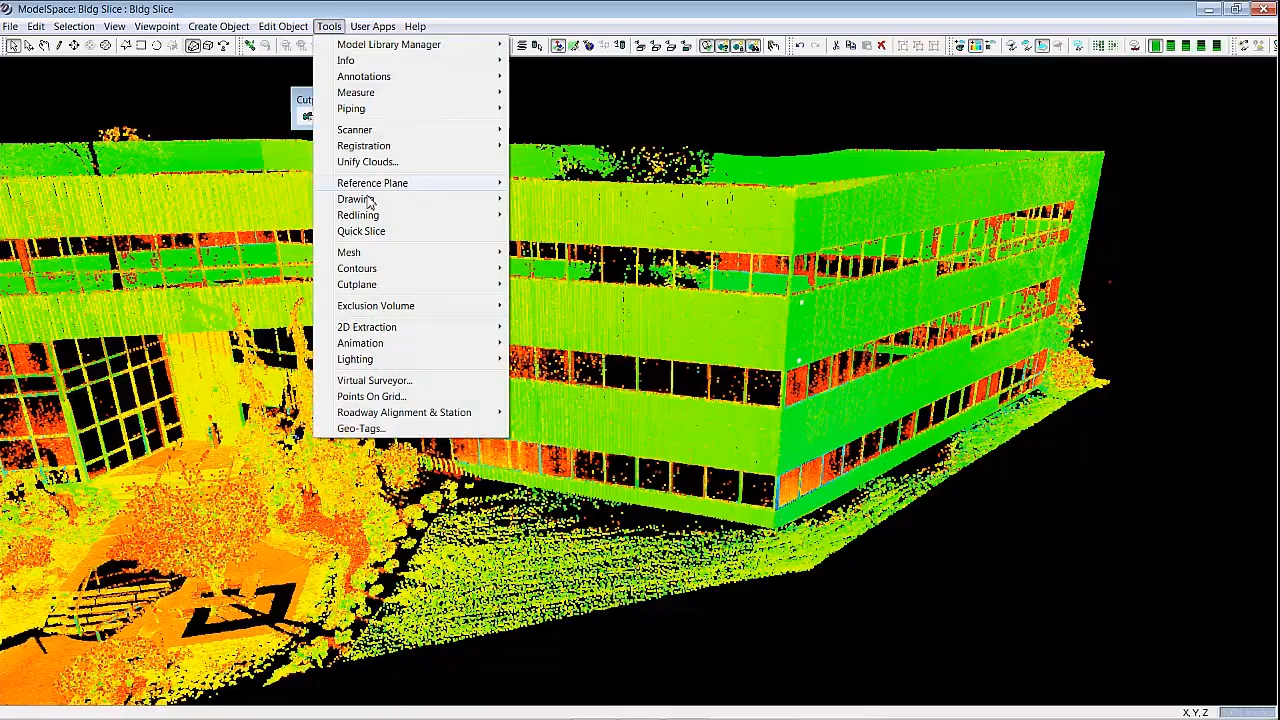 ModelSpace: Bldg Slice : Bldg Slice
File Edit Selection View Viewpoint Create Object Edit Object Tools User Apps Help
Model Library Manager
Info
Annotations
Measure
Piping
Scanner
Registration
Unify Clouds...
Reference Plane
Drawing
Redlining
Quick Slice
Mesh
Contours
Cutplane
Exclusion Volume
2D Extraction
Animation
Lighting
Virtual Surveyor...
Points On Grid...
Roadway Alignment & Station
Geo-Tags...
X, Y, Z